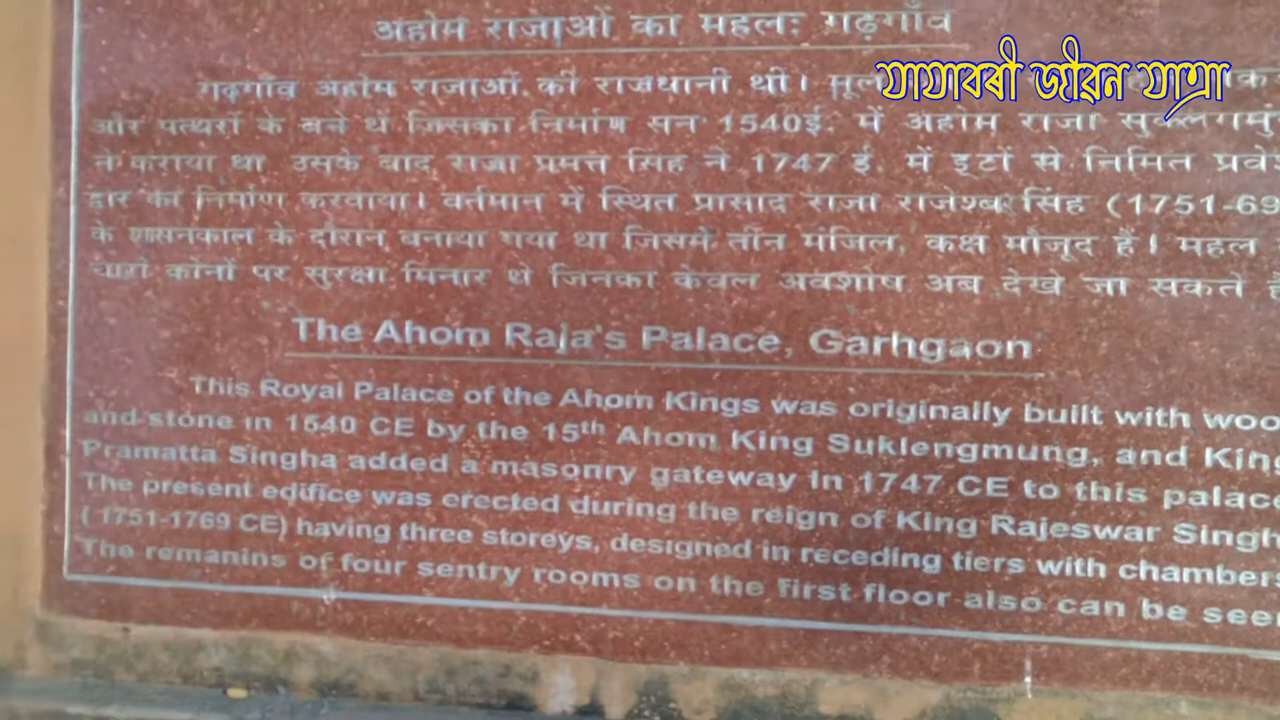 अहोम राजाओं का महलः गढ़गाँव
यायाबरी जीवन यात्रा
गढ़गाँव अहोम राजाओं की राजधानी थी। मूल
और पत्थरों के बने थे जिसका निर्माण सन 1540ई. में अहोम राजा
ने कराया था उसके बाद राजा प्रमत्त सिंह ने 1747 ई. में इटों से निमित प्रवे
द्वार का निर्माण करवाया। वर्तमान में स्थित प्रासाद राजा राजेश्बर सिंह (1751-69
के शासनकाल के दौरान बनाया गया था जिसमे तीन मंजिल, कक्ष मौजूद हैं। महल
चारो कोनों पर सुरक्षा मिनार थे जिनका केवल अवशोष अब देखे जा सकते
The Ahom Raja's Palace, Garhgaon
This Royal Palace of the Ahom Kings was originally built with woo
and stone in 1540 CE by the 15th Ahom King Suklengmung, and King
Pramatta Singha added a masonry gateway in 1747 CE to this palace
The present edifice was erected during the reign of King Rajeswar Singh
(1751-1769 CE) having three storeys, designed in receding tiers with chambers
The remanins of four sentry rooms on the first floor also can be seen